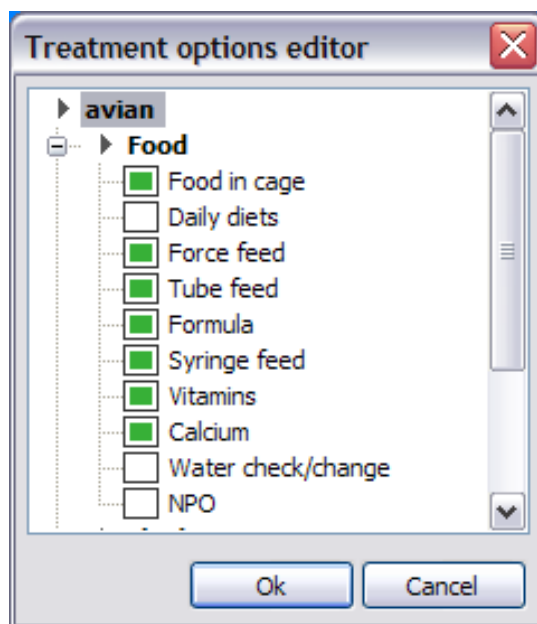 Treatment options editor
avian
Food
Food in cage
Daily diets
Force feed
Tube feed
Formula
Syringe feed
Vitamins
Calcium
Water check/change
NPO
Ok
Cancel